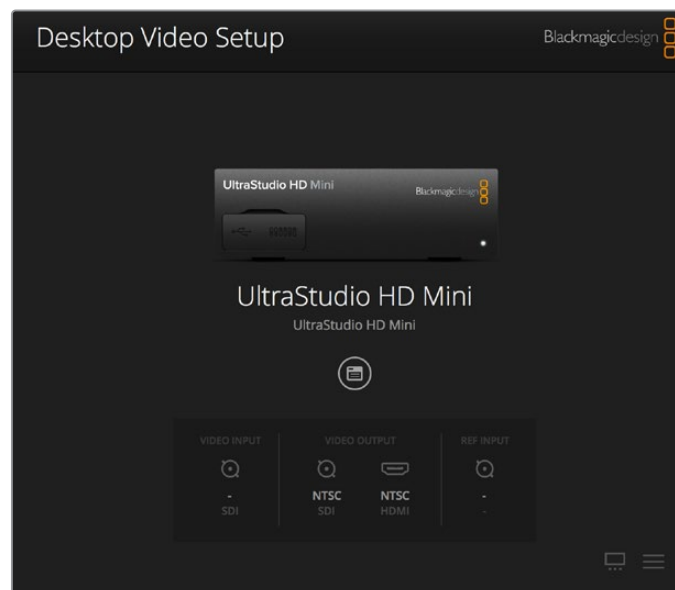 Desktop Video Setup
Blackmagicdesign
UltraStudio HD Mini
Blackmagicdesign
UltraStudio HD Mini
UltraStudio HD Mini
VIDEO INPUT VIDEO OUTPUT REF INPUT
- NTSC NTSC -
SDI SDI HDMI -